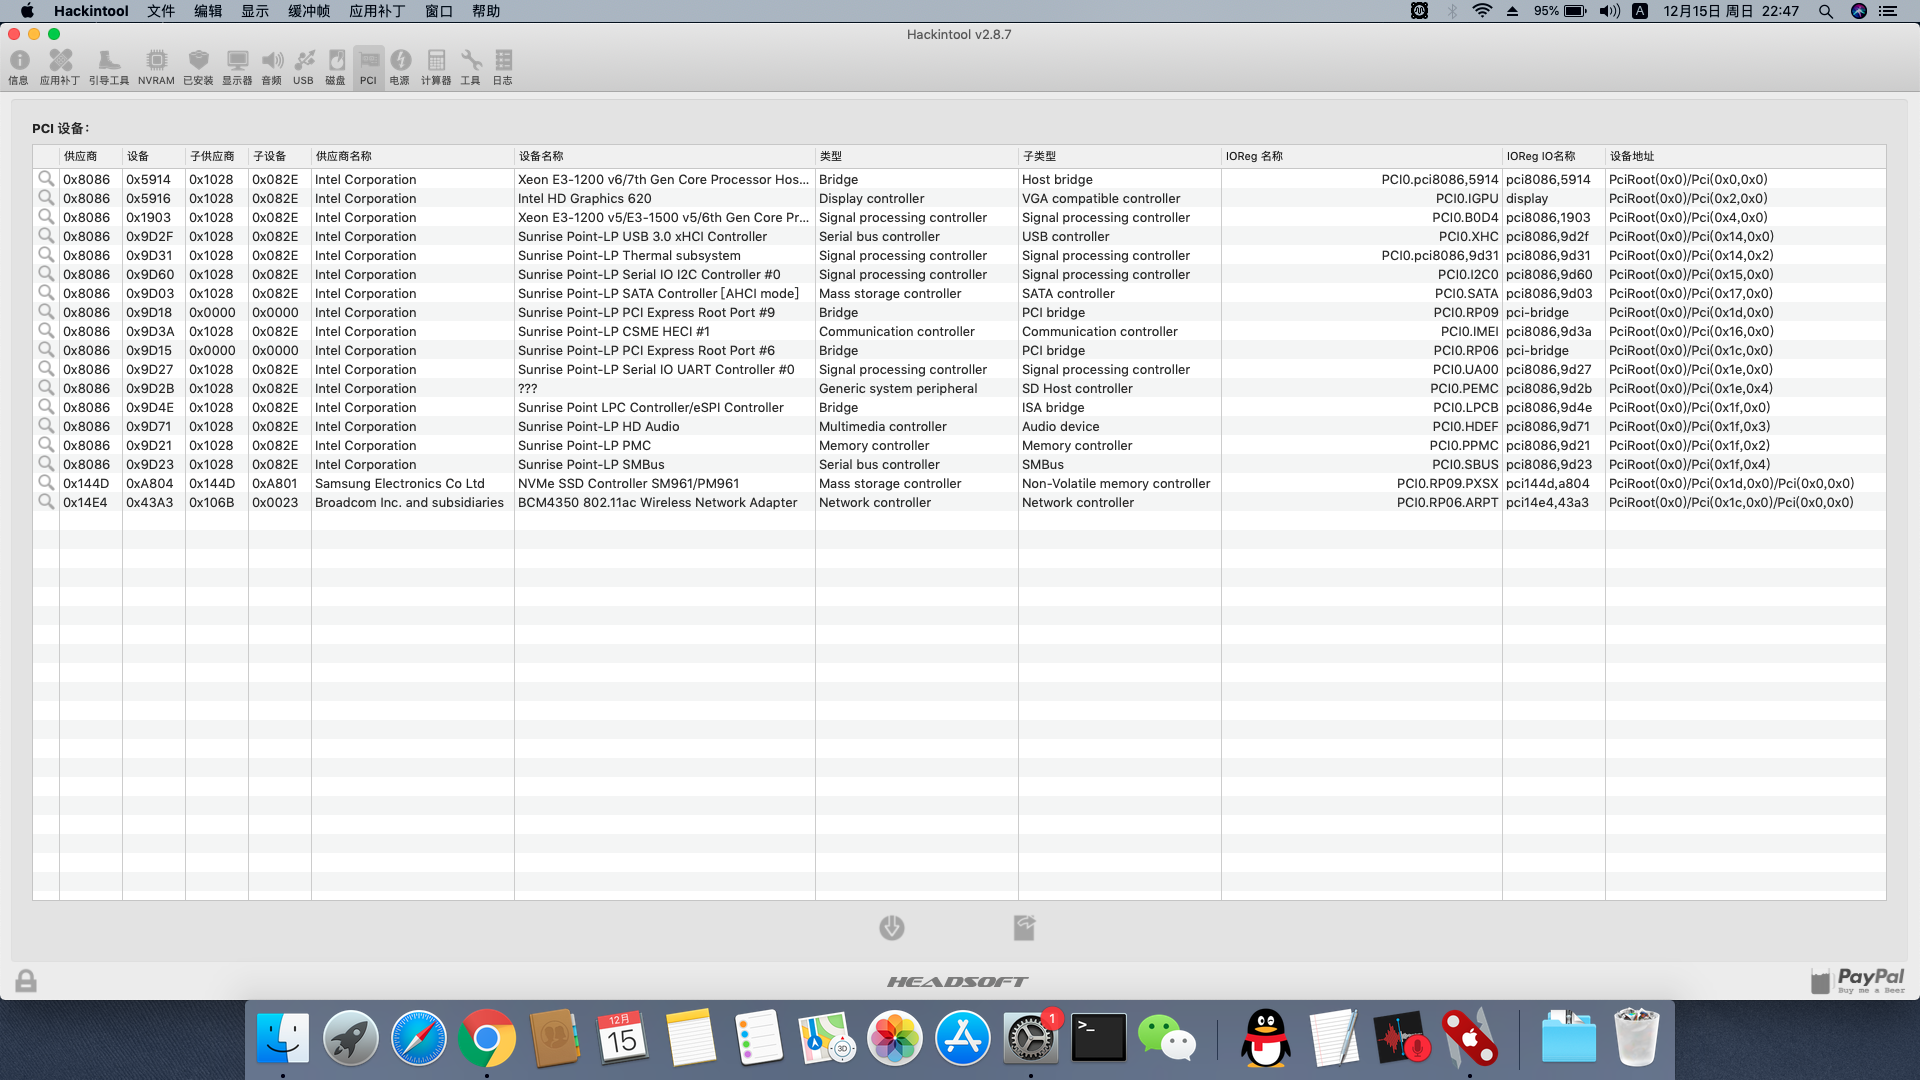 Hackintool 文件 编辑 显示 缓冲帧 应用补丁 窗口 帮助 95% A 12月15日 周日 22:47
Hackintool v2.8.7
信息 应用补丁 引导工具 NVRAM 已安装 显示器 音频 USB 磁盘 PCI 电源 计算器 工具 日志
PCI 设备:
供应商 设备 子供应商 子设备 供应商名称 设备名称 类型 子类型 IOReg 名称 IOReg IO名称 设备地址
0x8086 0x5914 0x1028 0x082E Intel Corporation Xeon E3-1200 v6/7th Gen Core Processor Hos... Bridge Host bridge PCI0.pci8086,5914 pci8086,5914 PciRoot(0x0)/Pci(0x0,0x0)
0x8086 0x5916 0x1028 0x082E Intel Corporation Intel HD Graphics 620 Display controller VGA compatible controller PCI0.IGPU display PciRoot(0x0)/Pci(0x2,0x0)
0x8086 0x1903 0x1028 0x082E Intel Corporation Xeon E3-1200 v5/E3-1500 v5/6th Gen Core Pr... Signal processing controller Signal processing controller PCI0.B0D4 pci8086,1903 PciRoot(0x0)/Pci(0x4,0x0)
0x8086 0x9D2F 0x1028 0x082E Intel Corporation Sunrise Point-LP USB 3.0 xHCI Controller Serial bus controller USB controller PCI0.XHC pci8086,9d2f PciRoot(0x0)/Pci(0x14,0x0)
0x8086 0x9D31 0x1028 0x082E Intel Corporation Sunrise Point-LP Thermal subsystem Signal processing controller Signal processing controller PCI0.pci8086,9d31 pci8086,9d31 PciRoot(0x0)/Pci(0x14,0x2)
0x8086 0x9D60 0x1028 0x082E Intel Corporation Sunrise Point-LP Serial IO I2C Controller #0 Signal processing controller Signal processing controller PCI0.I2C0 pci8086,9d60 PciRoot(0x0)/Pci(0x15,0x0)
0x8086 0x9D03 0x1028 0x082E Intel Corporation Sunrise Point-LP SATA Controller [AHCI mode] Mass storage controller SATA controller PCI0.SATA pci8086,9d03 PciRoot(0x0)/Pci(0x17,0x0)
0x8086 0x9D18 0x0000 0x0000 Intel Corporation Sunrise Point-LP PCI Express Root Port #9 Bridge PCI bridge PCI0.RP09 pci-bridge PciRoot(0x0)/Pci(0x1d,0x0)
0x8086 0x9D3A 0x1028 0x082E Intel Corporation Sunrise Point-LP CSME HECI #1 Communication controller Communication controller PCI0.IMEI pci8086,9d3a PciRoot(0x0)/Pci(0x16,0x0)
0x8086 0x9D15 0x0000 0x0000 Intel Corporation Sunrise Point-LP PCI Express Root Port #6 Bridge PCI bridge PCI0.RP06 pci-bridge PciRoot(0x0)/Pci(0x1c,0x0)
0x8086 0x9D27 0x1028 0x082E Intel Corporation Sunrise Point-LP Serial IO UART Controller #0 Signal processing controller Signal processing controller PCI0.UA00 pci8086,9d27 PciRoot(0x0)/Pci(0x1e,0x0)
0x8086 0x9D2B 0x1028 0x082E Intel Corporation ??? Generic system peripheral SD Host controller PCI0.PEMC pci8086,9d2b PciRoot(0x0)/Pci(0x1e,0x4)
0x8086 0x9D4E 0x1028 0x082E Intel Corporation Sunrise Point LPC Controller/eSPI Controller Bridge ISA bridge PCI0.LPCB pci8086,9d4e PciRoot(0x0)/Pci(0x1f,0x0)
0x8086 0x9D71 0x1028 0x082E Intel Corporation Sunrise Point-LP HD Audio Multimedia controller Audio device PCI0.HDEF pci8086,9d71 PciRoot(0x0)/Pci(0x1f,0x3)
0x8086 0x9D21 0x1028 0x082E Intel Corporation Sunrise Point-LP PMC Memory controller Memory controller PCI0.PPMC pci8086,9d21 PciRoot(0x0)/Pci(0x1f,0x2)
0x8086 0x9D23 0x1028 0x082E Intel Corporation Sunrise Point-LP SMBus Serial bus controller SMBus PCI0.SBUS pci8086,9d23 PciRoot(0x0)/Pci(0x1f,0x4)
0x144D 0xA804 0x144D 0xA801 Samsung Electronics Co Ltd NVMe SSD Controller SM961/PM961 Mass storage controller Non-Volatile memory controller PCI0.RP09.PXSX pci144d,a804 PciRoot(0x0)/Pci(0x1d,0x0)/Pci(0x0,0x0)
0x14E4 0x43A3 0x106B 0x0023 Broadcom Inc. and subsidiaries BCM4350 802.11ac Wireless Network Adapter Network controller Network controller PCI0.RP06.ARPT pci14e4,43a3 PciRoot(0x0)/Pci(0x1c,0x0)/Pci(0x0,0x0)
HEADSOFT
PayPal
Buy me a Beer
12月
15
3D
1
>_